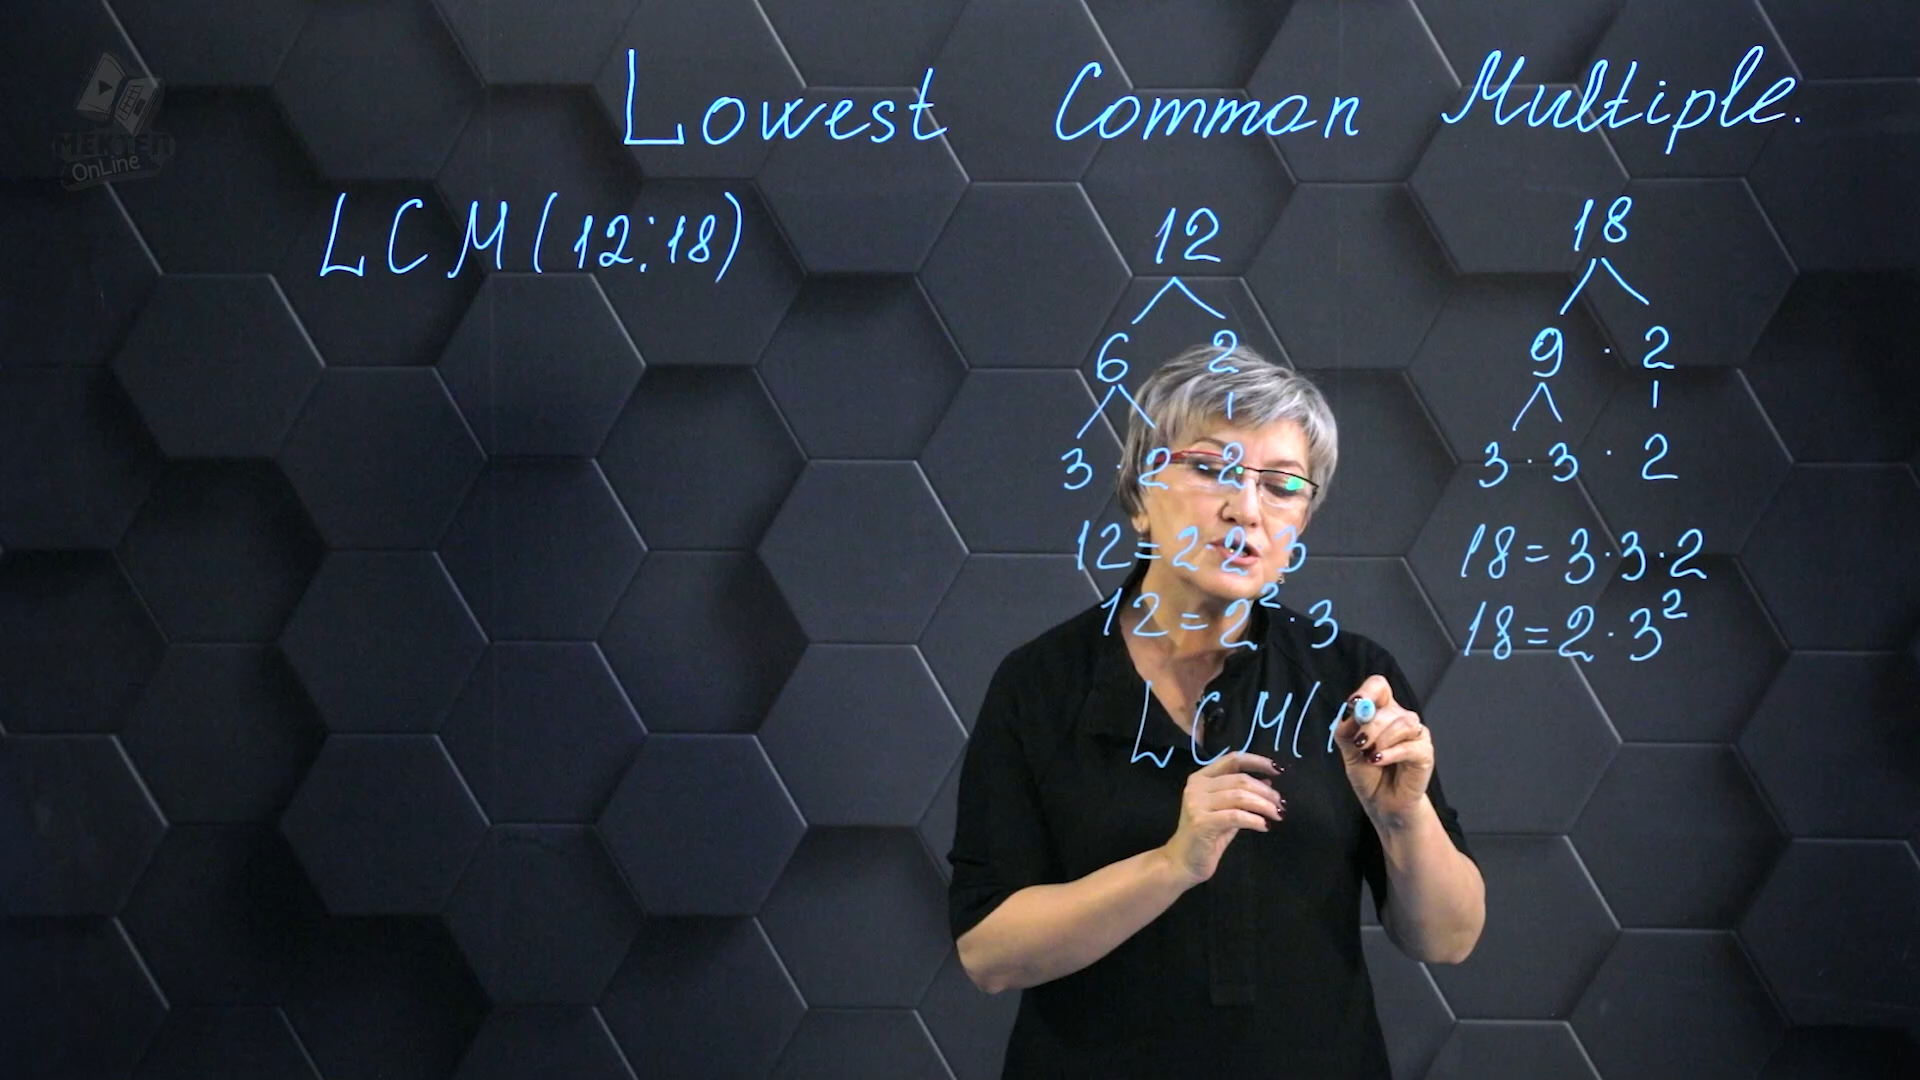 МЕКТЕП
OnLine
Lowest Common Multiple.
LCM(12;18)
12
6 2
3 · 2 · 2
12=2·2·3
12=2²·3
18
9 · 2
3 · 3 · 2
18=3·3·2
18=2·3²
LCM(1